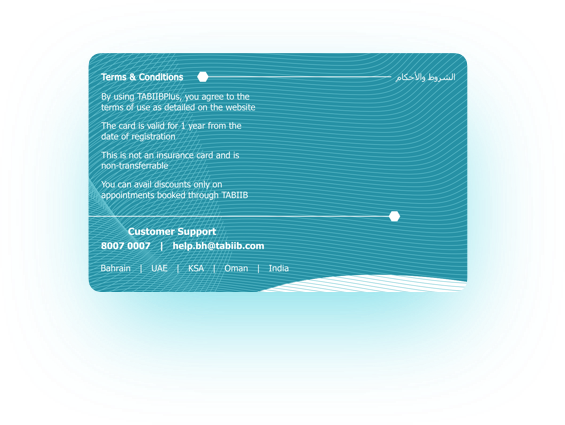 Terms & Conditions
الشروط والأحكام
By using TABIIBPlus, you agree to the
terms of use as detailed on the website
The card is valid for 1 year from the
date of registration
This is not an insurance card and is
non-transferrable
You can avail discounts only on
appointments booked through TABIIB
Customer Support
8007 0007 | help.bh@tabiib.com
Bahrain | UAE | KSA | Oman | India